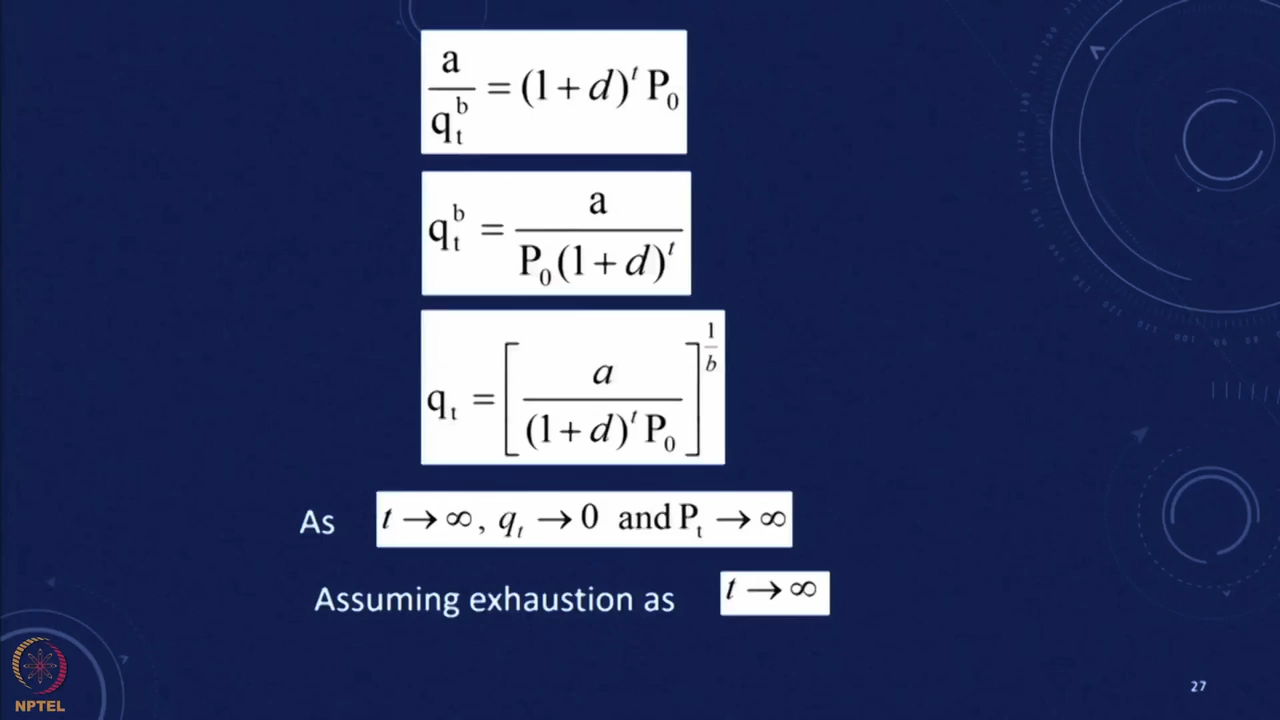 a / q_t^b = (1 + d)^t P_0
q_t^b = a / P_0 (1 + d)^t
q_t = [ a / (1 + d)^t P_0 ]^(1/b)
As t → ∞, q_t → 0 and P_t → ∞
Assuming exhaustion as t → ∞
NPTEL
27